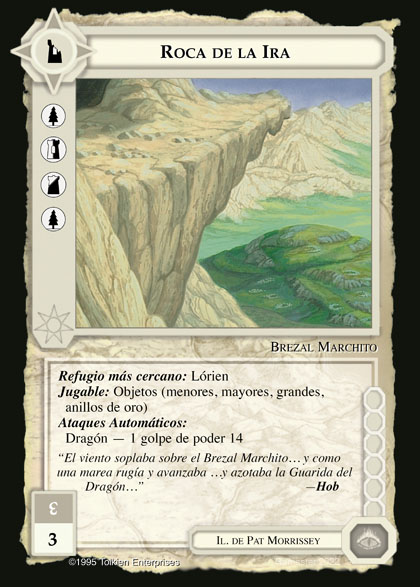 Roca de la Ira
Brezal Marchito
Refugio más cercano: Lórien
Jugable: Objetos (menores, mayores, grandes,
anillos de oro)
Ataques Automáticos:
Dragón — 1 golpe de poder 14
“El viento soplaba sobre el Brezal Marchito… y como
una marea rugía y avanzaba …y azotaba la Guarida del
Dragón…” —Hob
3
Il. de Pat Morrissey
©1995 Tolkien Enterprises